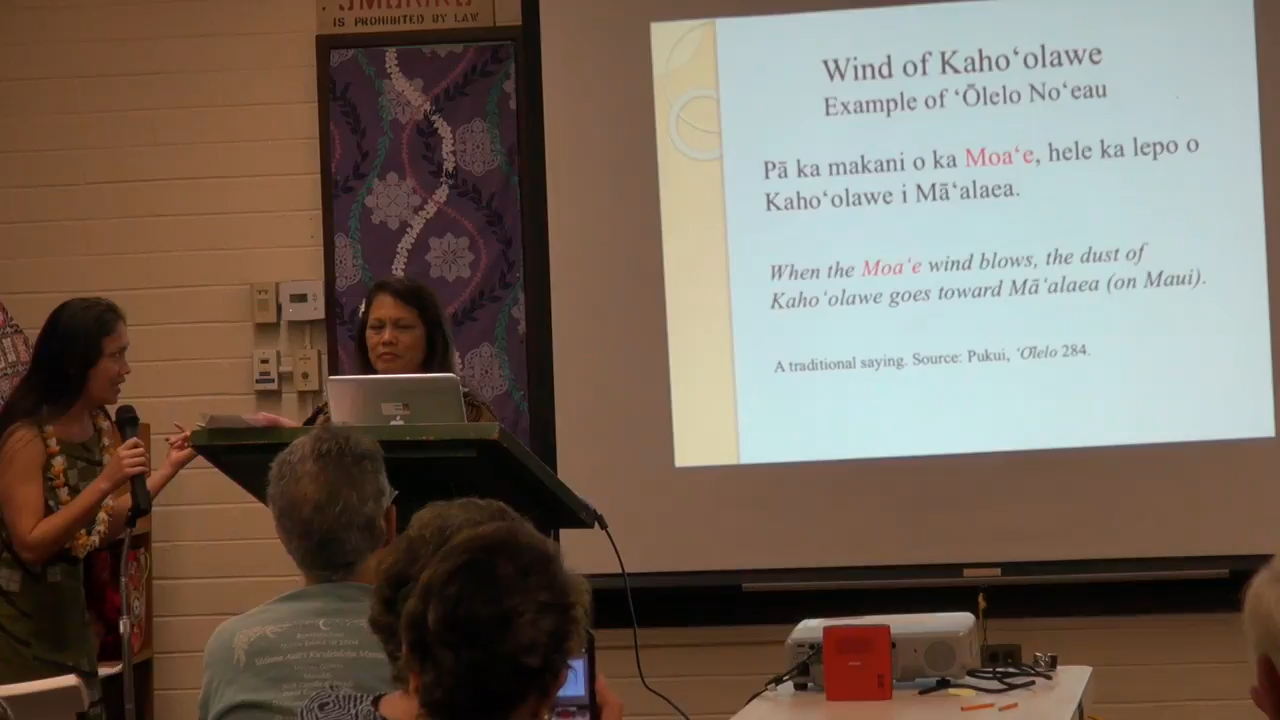 SMOKING
IS PROHIBITED BY LAW
Wind of Kahoʻolawe
Example of ʻŌlelo Noʻeau
Pā ka makani o ka Moaʻe, hele ka lepo o
Kahoʻolawe i Māʻalaea.
When the Moaʻe wind blows, the dust of
Kahoʻolawe goes toward Māʻalaea (on Maui).
A traditional saying. Source: Pukui, ʻŌlelo 284.